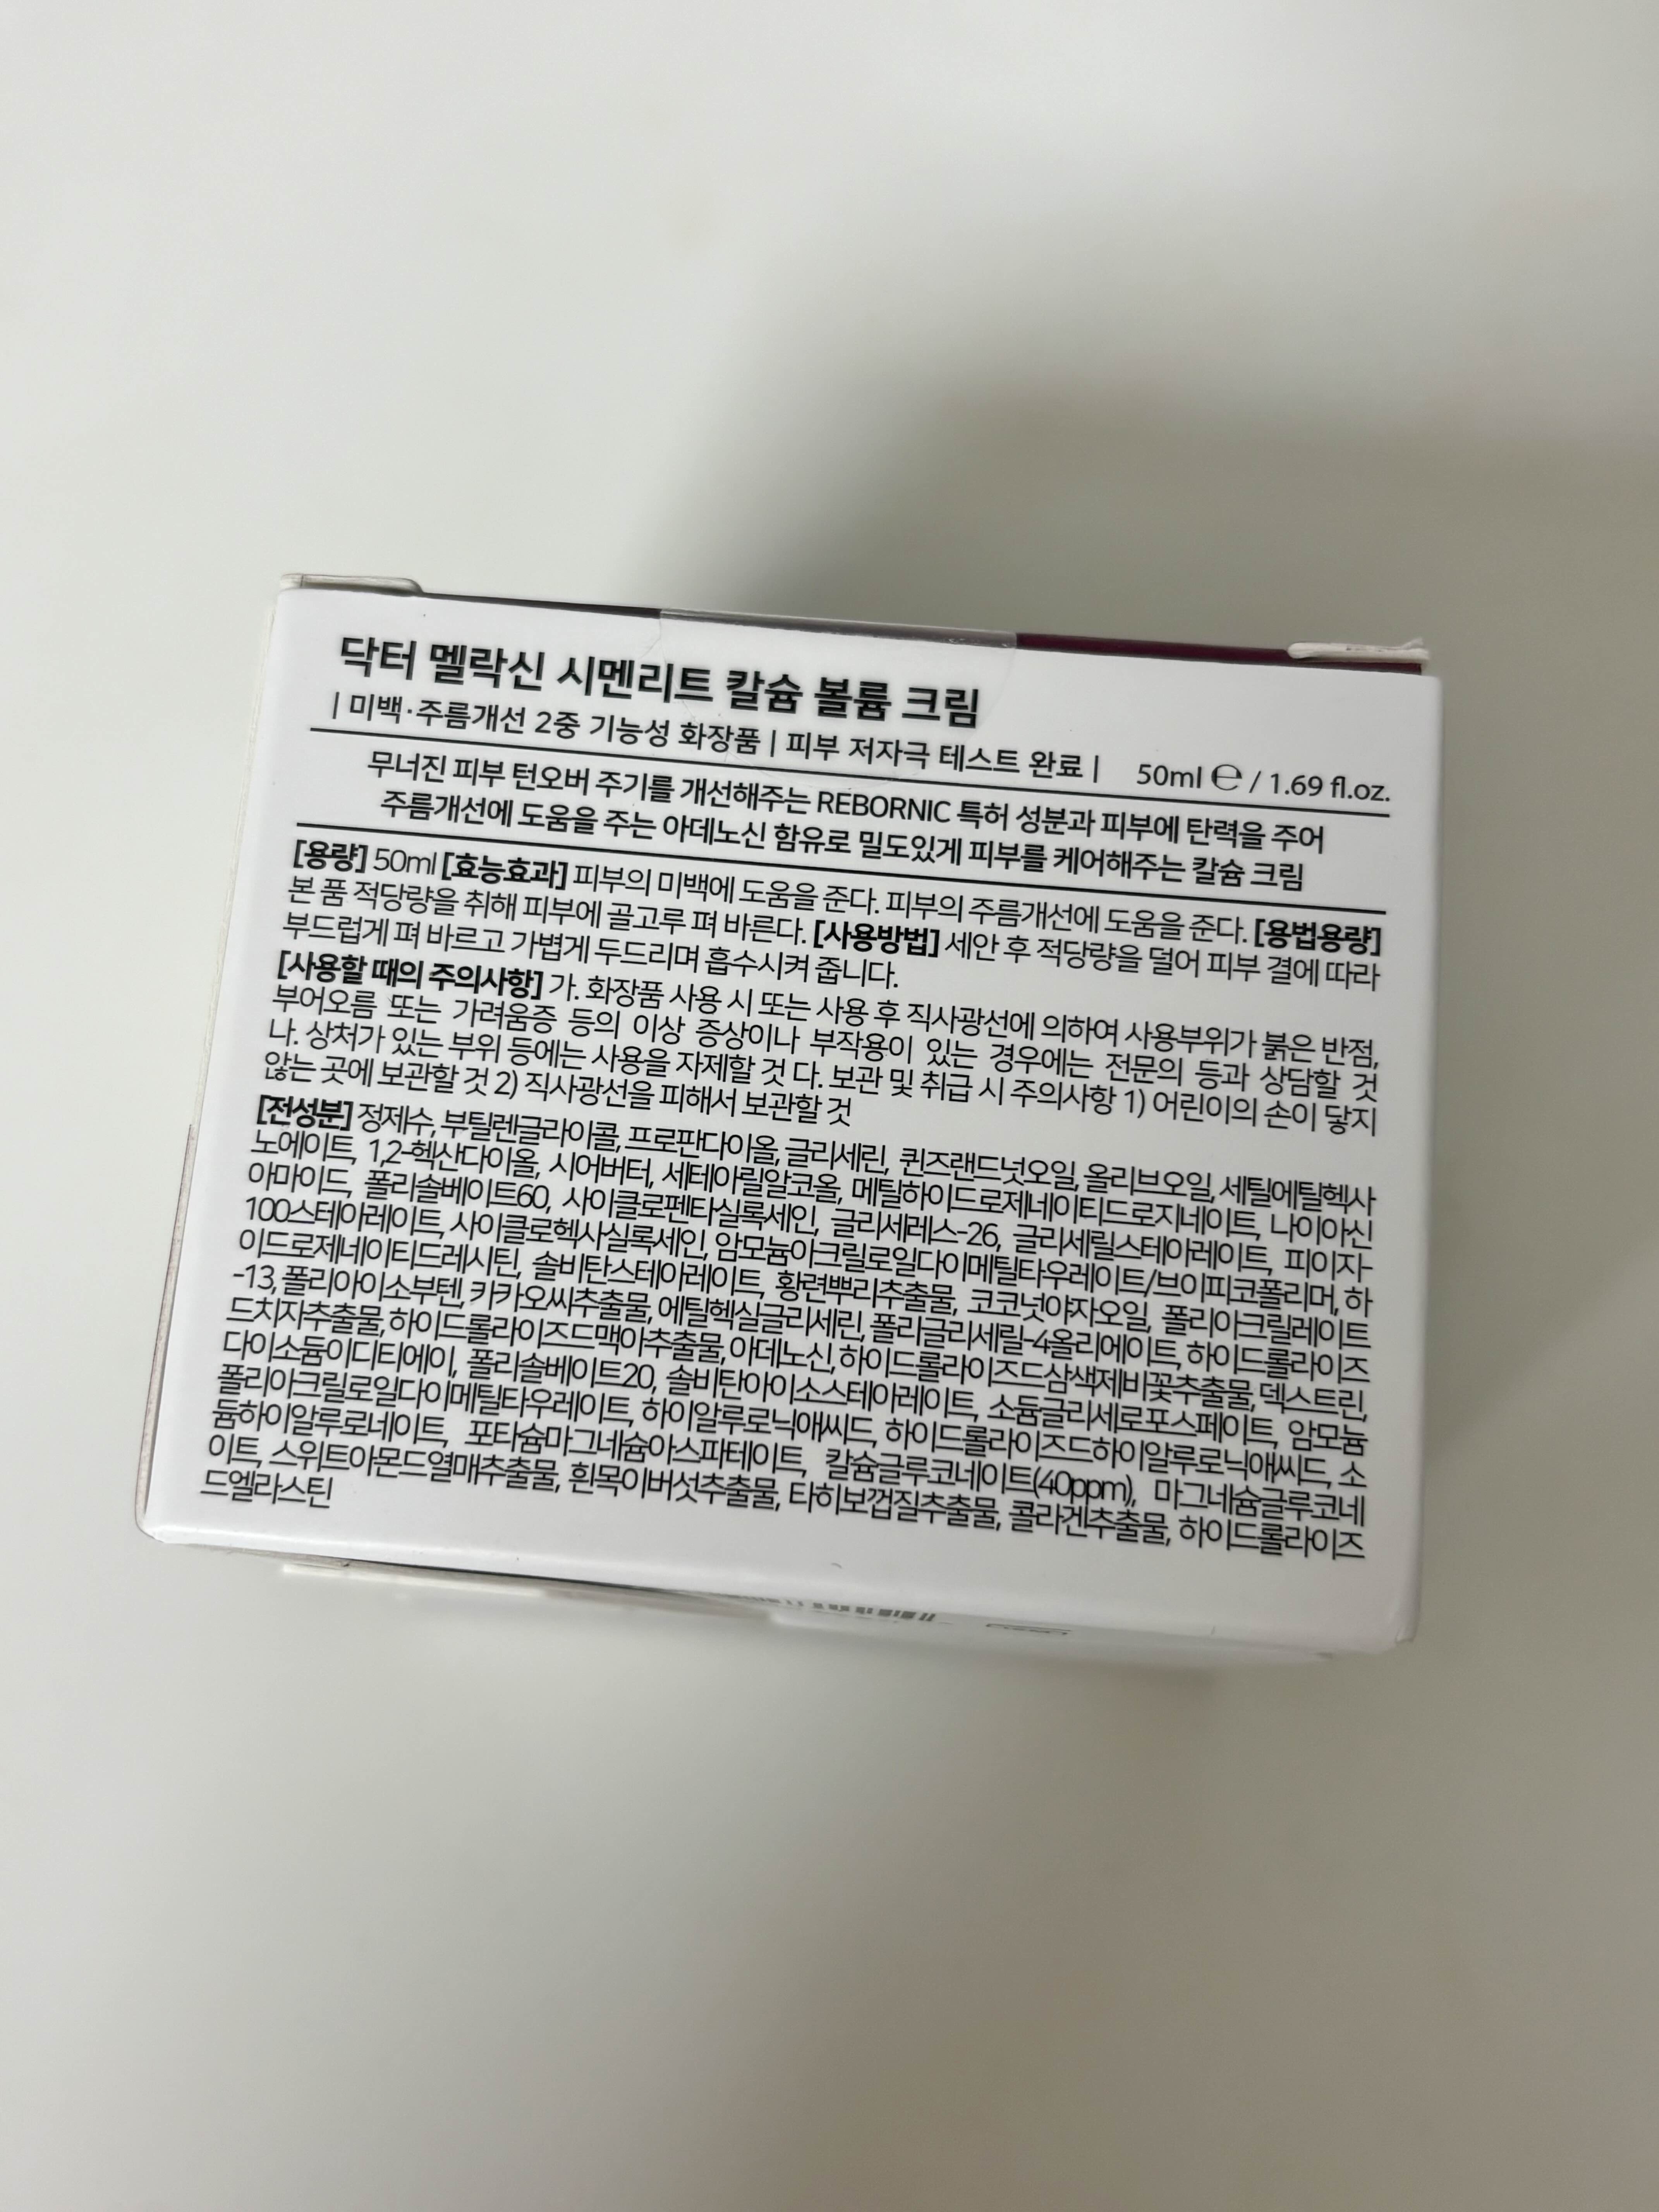 닥터 멜락신 시멘리트 칼슘 볼륨 크림
| 미백·주름개선 2중 기능성 화장품 | 피부 저자극 테스트 완료 | 50ml ℮ / 1.69 fl.oz.
무너진 피부 턴오버 주기를 개선해주는 REBORNIC 특허 성분과 피부에 탄력을 주어
주름개선에 도움을 주는 아데노신 함유로 밀도있게 피부를 케어해주는 칼슘 크림
[용량] 50ml [효능효과] 피부의 미백에 도움을 준다. 피부의 주름개선에 도움을 준다. [용법용량]
본 품 적당량을 취해 피부에 골고루 펴 바른다. [사용방법] 세안 후 적당량을 덜어 피부 결에 따라
부드럽게 펴 바르고 가볍게 두드리며 흡수시켜 줍니다.
[사용할 때의 주의사항] 가. 화장품 사용 시 또는 사용 후 직사광선에 의하여 사용부위가 붉은 반점,
부어오름 또는 가려움증 등의 이상 증상이나 부작용이 있는 경우에는 전문의 등과 상담할 것
나. 상처가 있는 부위 등에는 사용을 자제할 것 다. 보관 및 취급 시 주의사항 1) 어린이의 손이 닿지
않는 곳에 보관할 것 2) 직사광선을 피해서 보관할 것
[전성분] 정제수, 부틸렌글라이콜, 프로판다이올, 글리세린, 퀸즈랜드넛오일, 올리브오일, 세틸에틸헥사
노에이트, 1,2-헥산다이올, 시어버터, 세테아릴알코올, 메틸하이드로제네이티드로지네이트, 나이아신
아마이드, 폴리솔베이트60, 사이클로펜타실록세인, 글리세레스-26, 글리세릴스테아레이트, 피이지-
100스테아레이트, 사이클로헥사실록세인, 암모늄아크릴로일다이메틸타우레이트/브이피코폴리머, 하
이드로제네이티드레시틴, 솔비탄스테아레이트, 황련뿌리추출물, 코코넛야자오일, 폴리아크릴레이트
-13, 폴리아이소부텐, 카카오씨추출물, 에틸헥실글리세린, 폴리글리세릴-4올리에이트, 하이드롤라이즈
드치자추출물, 하이드롤라이즈드맥아추출물, 아데노신, 하이드롤라이즈드삼색제비꽃추출물, 덱스트린,
다이소듐이디티에이, 폴리솔베이트20, 솔비탄아이소스테아레이트, 소듐글리세로포스페이트, 암모늄
폴리아크릴로일다이메틸타우레이트, 하이알루로닉애씨드, 하이드롤라이즈드하이알루로닉애씨드, 소
듐하이알루로네이트, 포타슘마그네슘아스파테이트, 칼슘글루코네이트(40ppm), 마그네슘글루코네
이트, 스위트아몬드열매추출물, 흰목이버섯추출물, 타히보껍질추출물, 콜라겐추출물, 하이드롤라이즈
드엘라스틴